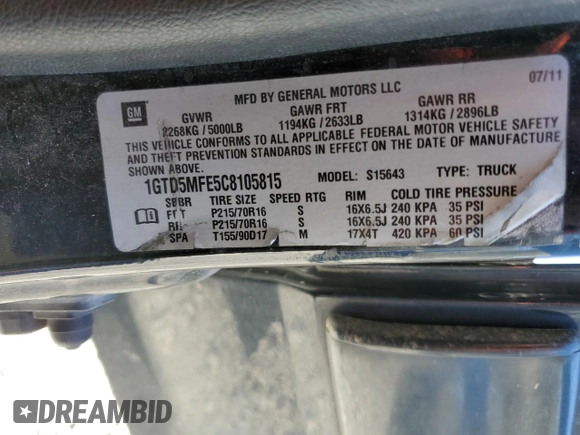 07/11
GM
MFD BY GENERAL MOTORS LLC
GVWR GAWR FRT GAWR RR
2268KG / 5000LB 1194KG / 2633LB 1314KG / 2896LB
THIS VEHICLE CONFORMS TO ALL APPLICABLE FEDERAL MOTOR VEHICLE SAFETY
AND THEFT PREVENTION STANDARDS IN EFFECT ON THE DATE OF MANUFACTURE
SHOWN ABOVE.
1GTD5MFE5C8105815 MODEL: S15643 TYPE: TRUCK
TIRE SIZE SPEED RTG RIM COLD TIRE PRESSURE
P215/70R16 S 16X6.5J 240 KPA 35 PSI
P215/70R16 S 16X6.5J 240 KPA 35 PSI
SPA T155/90D17 M 17X4T 420 KPA 60 PSI
DREAMBID